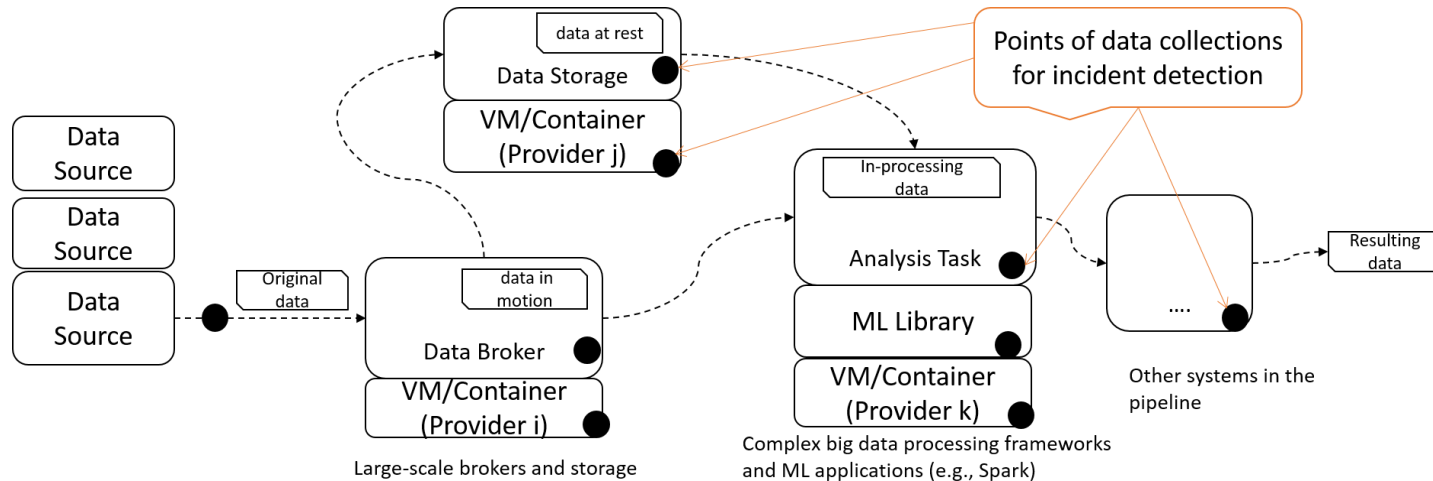 data at rest
Data Storage
VM/Container
(Provider j)
Points of data collections
for incident detection
Data
Source
Data
Source
Data
Source
Original
data
data in
motion
Data Broker
VM/Container
(Provider i)
Large-scale brokers and storage
In-processing
data
Analysis Task
ML Library
VM/Container
(Provider k)
Complex big data processing frameworks
and ML applications (e.g., Spark)
....
Other systems in the
pipeline
Resulting
data